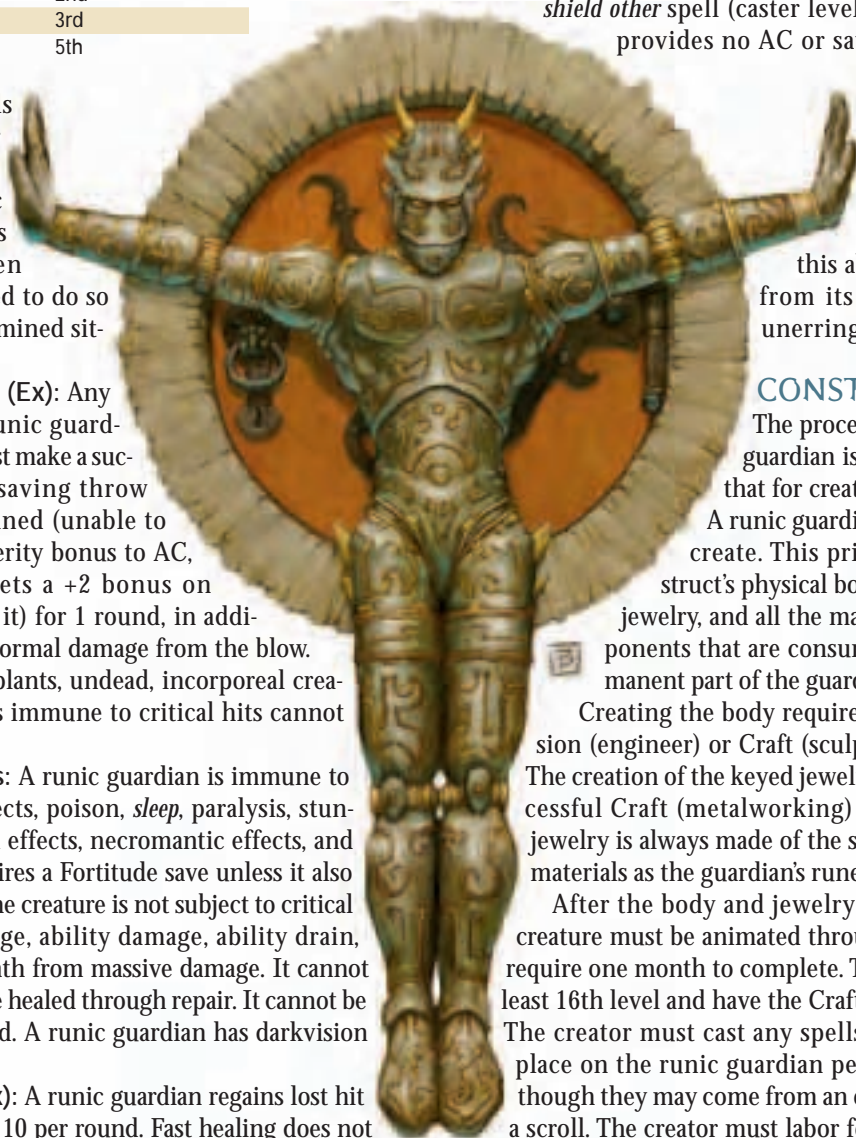 3rd
5th
(Ex): Any
unic guard-
st make a suc-
saving throw
ned (unable to
erity bonus to AC,
ets a +2 bonus on
it) for 1 round, in addi-
ormal damage from the blow.
plants, undead, incorporeal crea-
s immune to critical hits cannot
s: A runic guardian is immune to
ects, poison, sleep, paralysis, stun-
effects, necromantic effects, and
ires a Fortitude save unless it also
he creature is not subject to critical
ge, ability damage, ability drain,
th from massive damage. It cannot
e healed through repair. It cannot be
d. A runic guardian has darkvision
x): A runic guardian regains lost hit
10 per round. Fast healing does not
shield other spell (caster level
provides no AC or sa
this a
from its
unerring
CONST
The proce
guardian is
that for creat
A runic guardi
create. This pri
struct's physical bo
jewelry, and all the ma
ponents that are consu
manent part of the guar
Creating the body require
sion (engineer) or Craft (sculp
The creation of the keyed jewel
cessful Craft (metalworking)
jewelry is always made of the s
materials as the guardian's rune
After the body and jewelry
creature must be animated throu
require one month to complete. T
least 16th level and have the Craft
The creator must cast any spells
place on the runic guardian pe
though they may come from an
a scroll. The creator must labor f